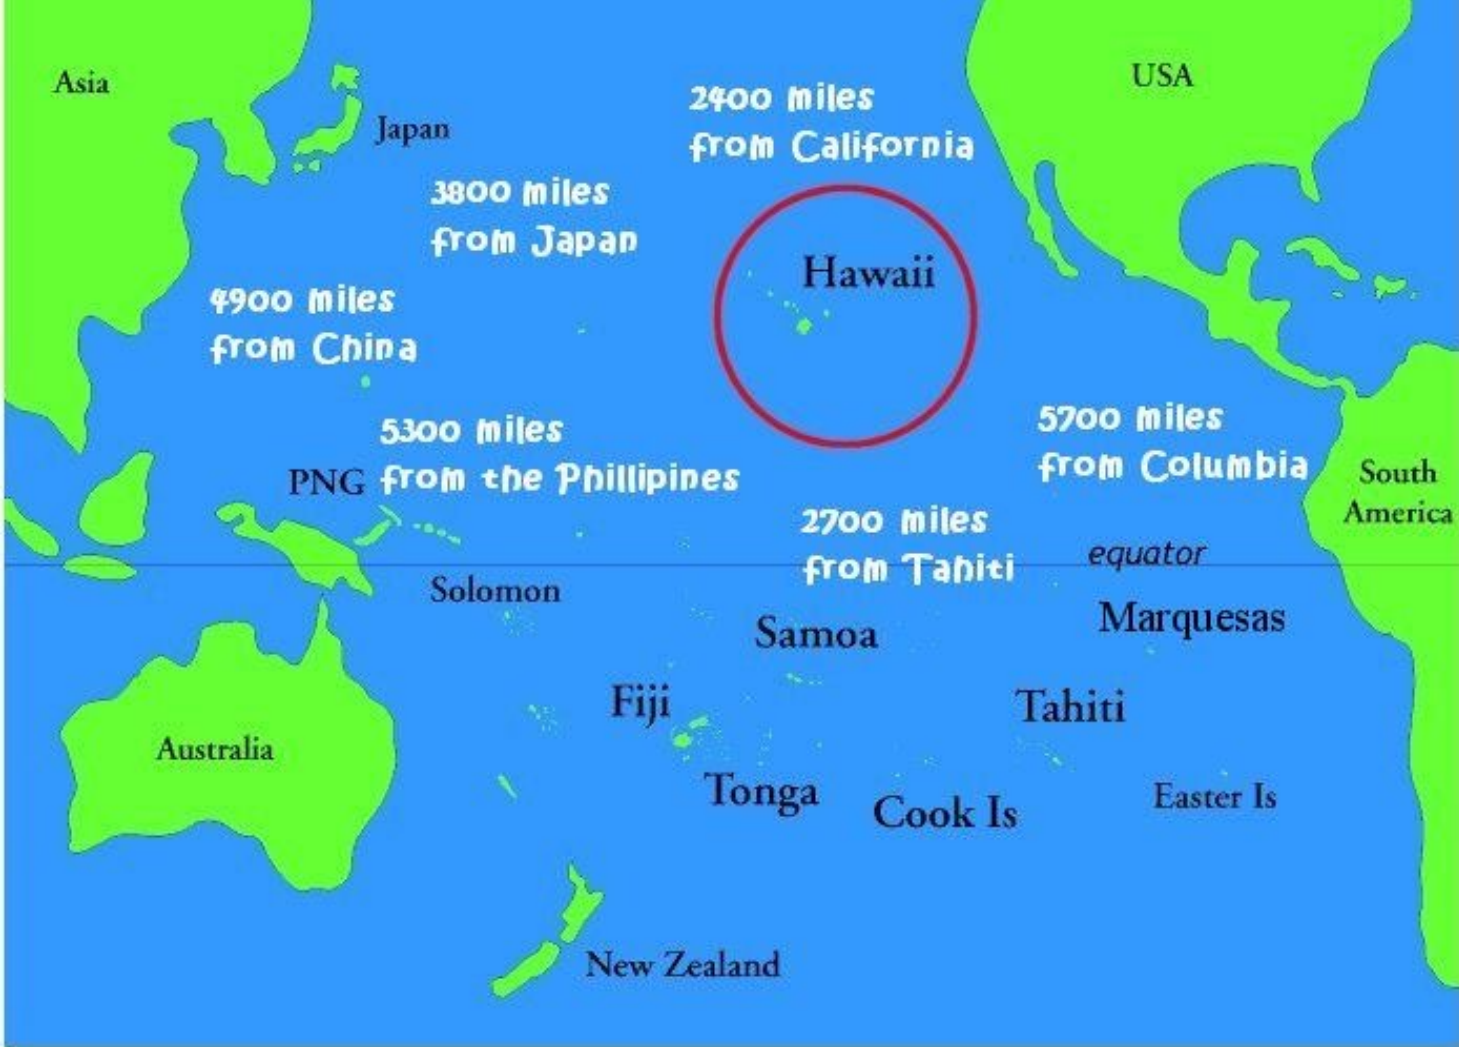 Asia
USA
2400 miles
from California
Japan
3800 miles
from Japan
Hawaii
4900 miles
from China
5300 miles
from the Phillipines
PNG
5700 miles
from Columbia
South
America
2700 miles
from Tahiti
equator
Solomon
Samoa
Marquesas
Fiji
Tahiti
Australia
Tonga
Cook Is
Easter Is
New Zealand